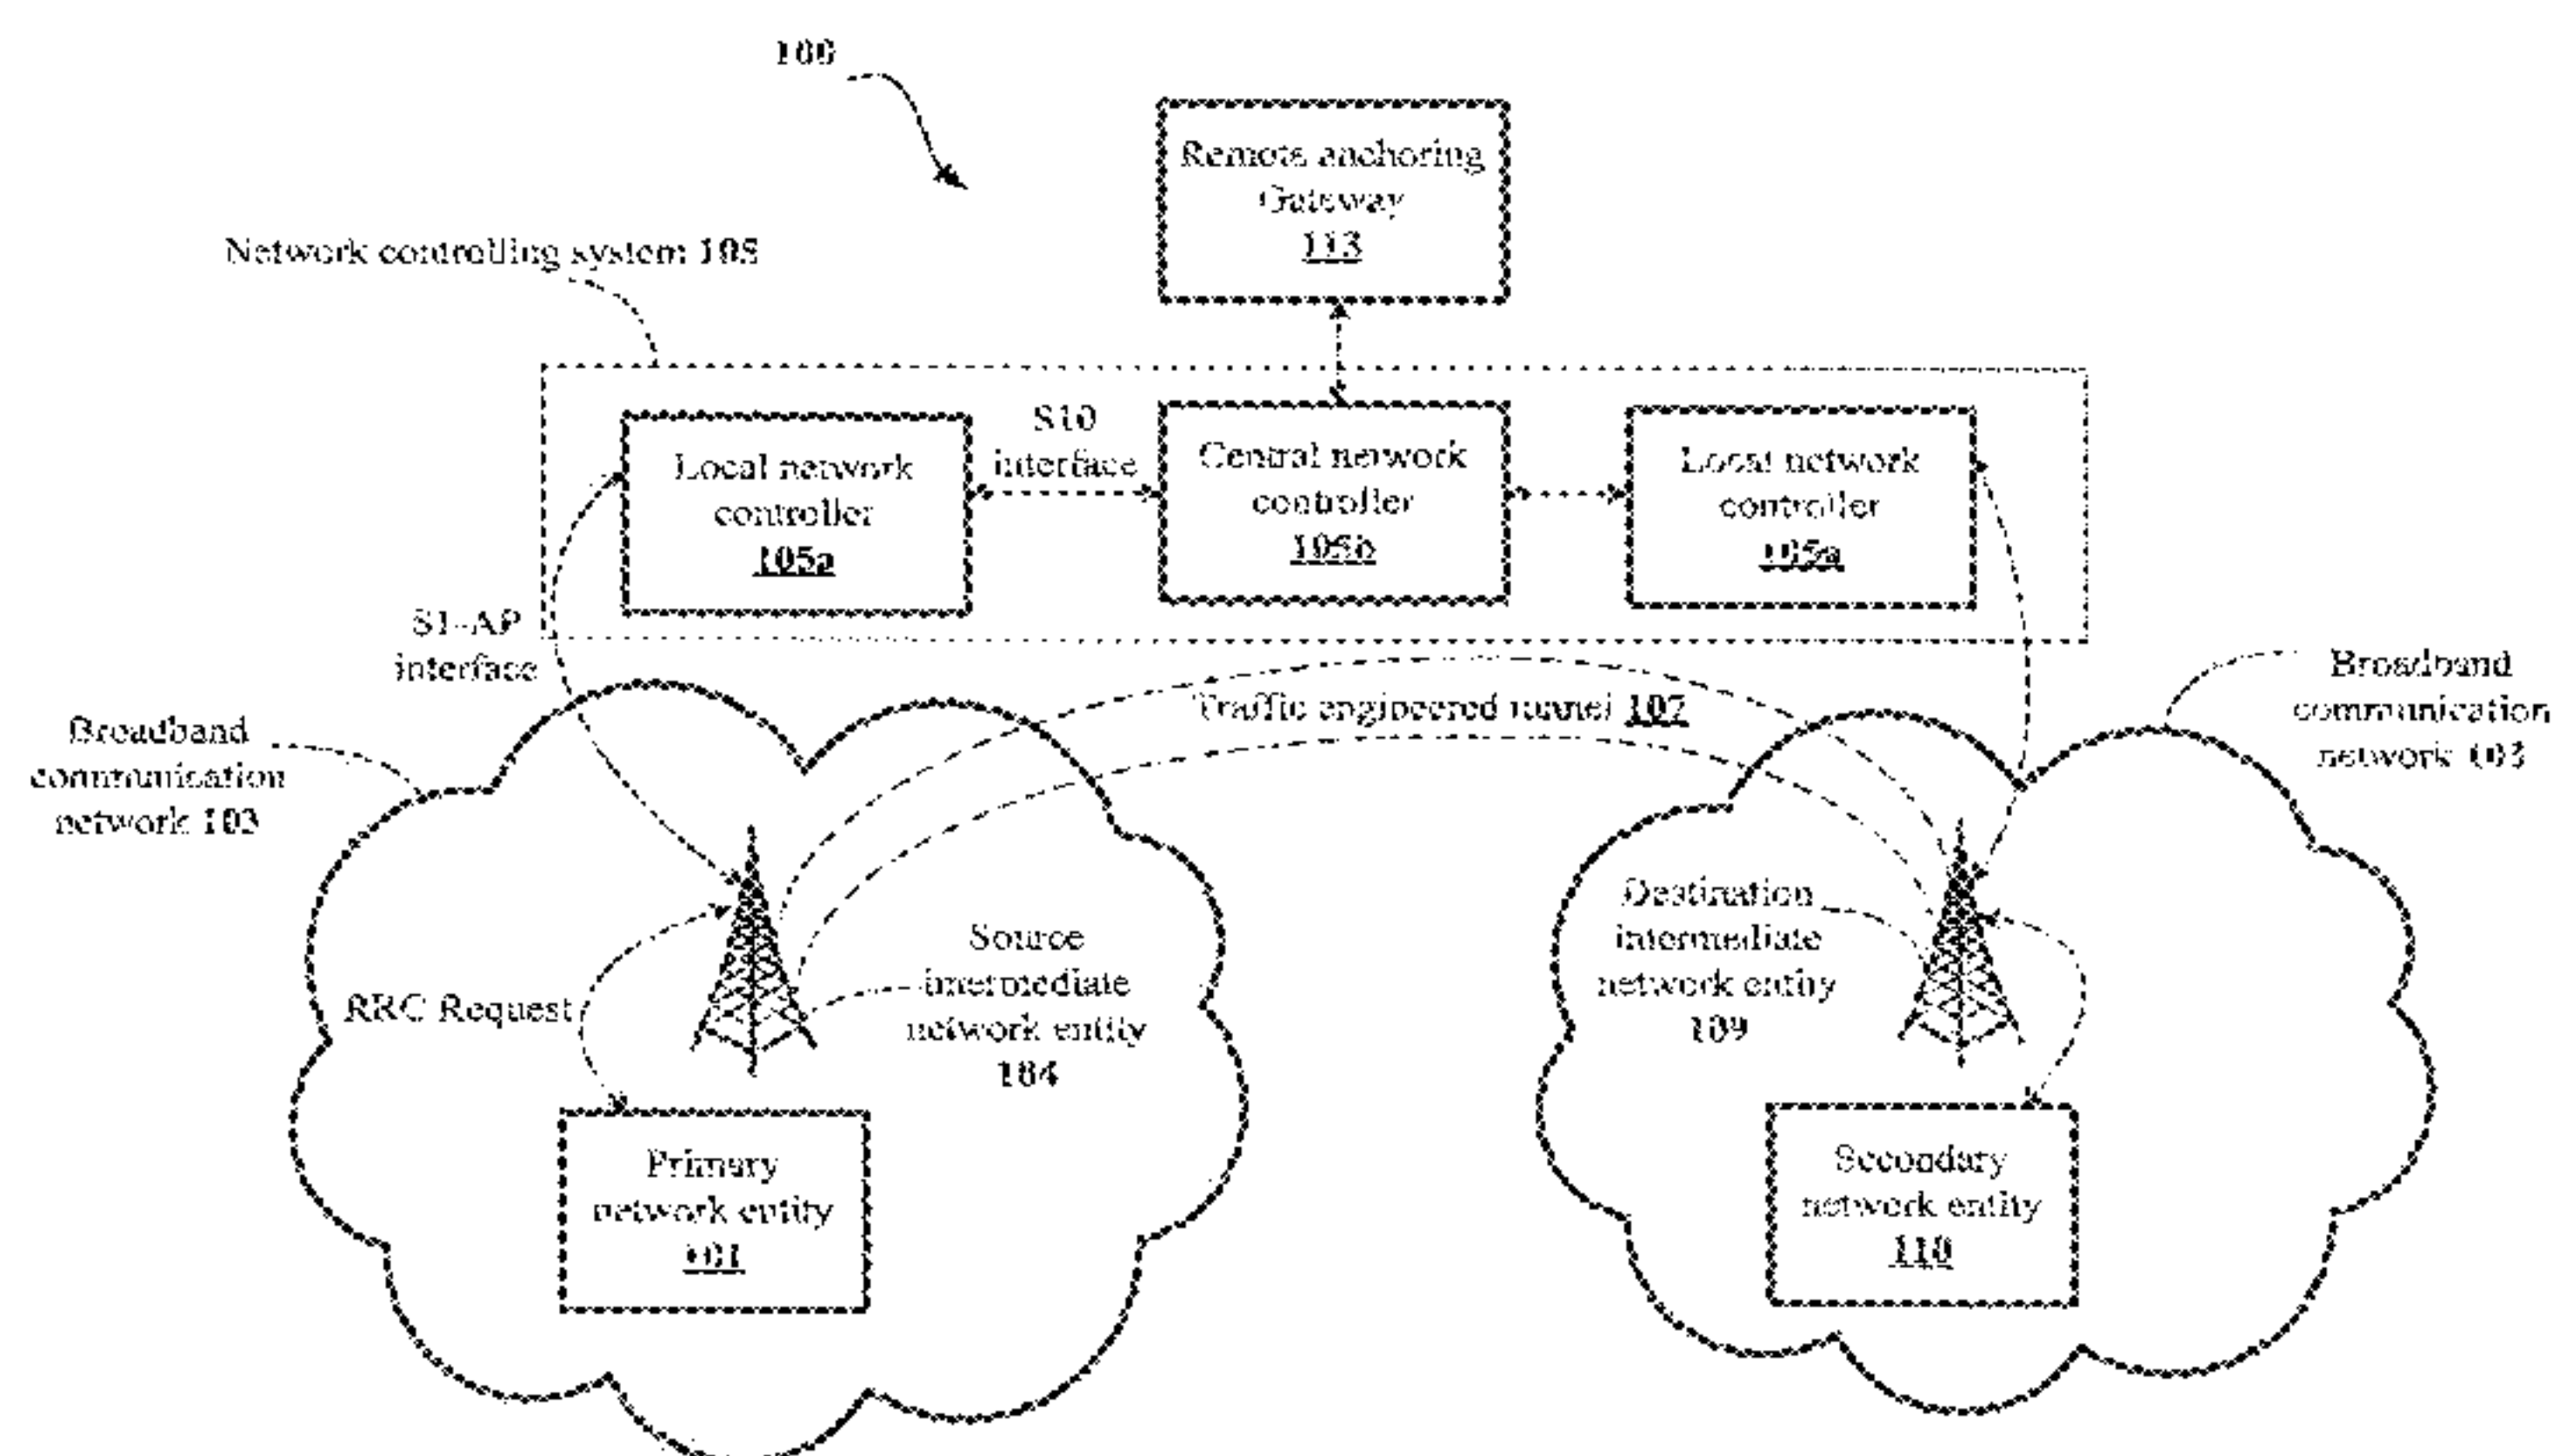 100
Remote anchoring
Gateway
113
Network controlling system 105
Local network
controller
105a
S10
interface
Central network
controller
105b
Local network
controller
105a
S1-AP
interface
Broadband
communication
network 103
Traffic engineered tunnel 107
Broadband
communication
network 103
RRC Request
Source
intermediate
network entity
104
Destination
intermediate
network entity
109
Primary
network entity
101
Secondary
network entity
110